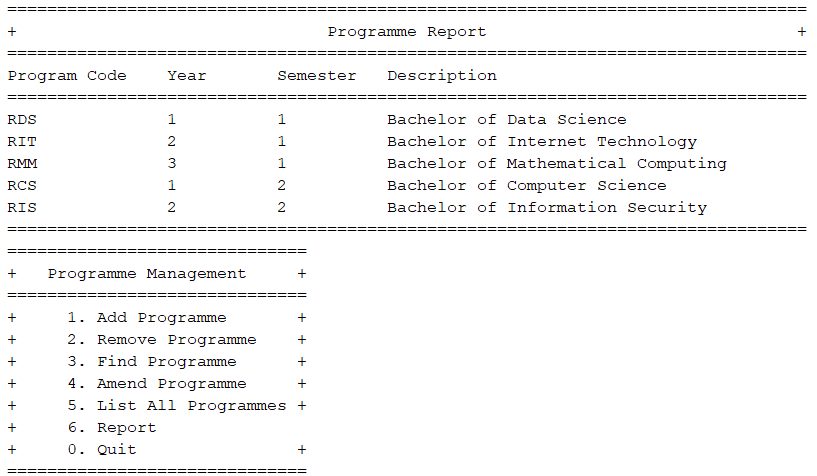 ================================================================================
+                               Programme Report                               +
================================================================================
Program Code    Year       Semester   Description
================================================================================
RDS             1          1          Bachelor of Data Science
RIT             2          1          Bachelor of Internet Technology
RMM             3          1          Bachelor of Mathematical Computing
RCS             1          2          Bachelor of Computer Science
RIS             2          2          Bachelor of Information Security
================================================================================
==============================
+   Programme Management     +
==============================
+     1. Add Programme       +
+     2. Remove Programme    +
+     3. Find Programme      +
+     4. Amend Programme     +
+     5. List All Programmes +
+     6. Report
+     0. Quit                +
==============================